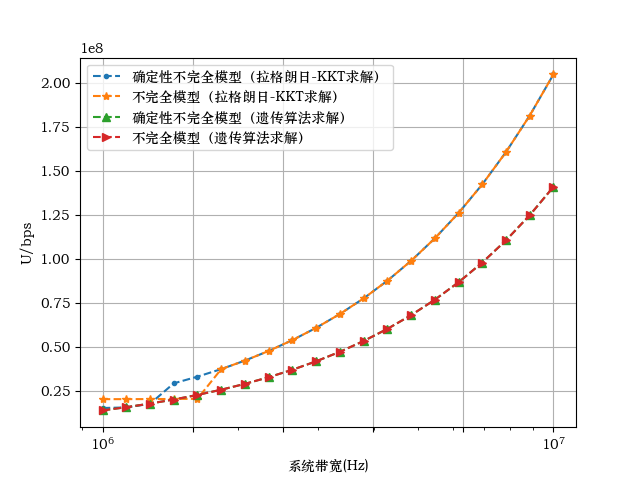 1e8
确定性不完全模型（拉格朗日-KKT求解）
不完全模型（拉格朗日-KKT求解）
确定性不完全模型（遗传算法求解）
不完全模型（遗传算法求解）
2.00
1.75
1.50
1.25
1.00
0.75
0.50
0.25
U/bps
10⁶
10⁷
系统带宽(Hz)